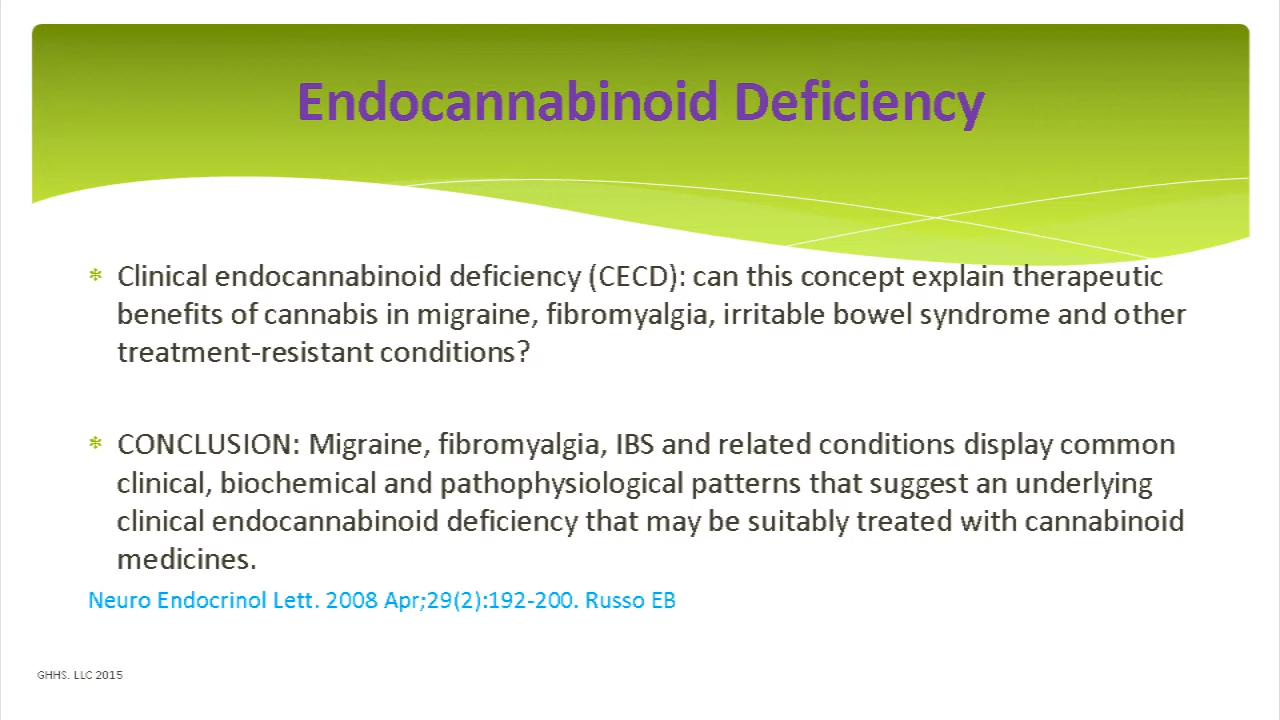 Endocannabinoid Deficiency
* Clinical endocannabinoid deficiency (CECD): can this concept explain therapeutic
benefits of cannabis in migraine, fibromyalgia, irritable bowel syndrome and other
treatment-resistant conditions?
* CONCLUSION: Migraine, fibromyalgia, IBS and related conditions display common
clinical, biochemical and pathophysiological patterns that suggest an underlying
clinical endocannabinoid deficiency that may be suitably treated with cannabinoid
medicines.
Neuro Endocrinol Lett. 2008 Apr;29(2):192-200. Russo EB
GHHS. LLC 2015